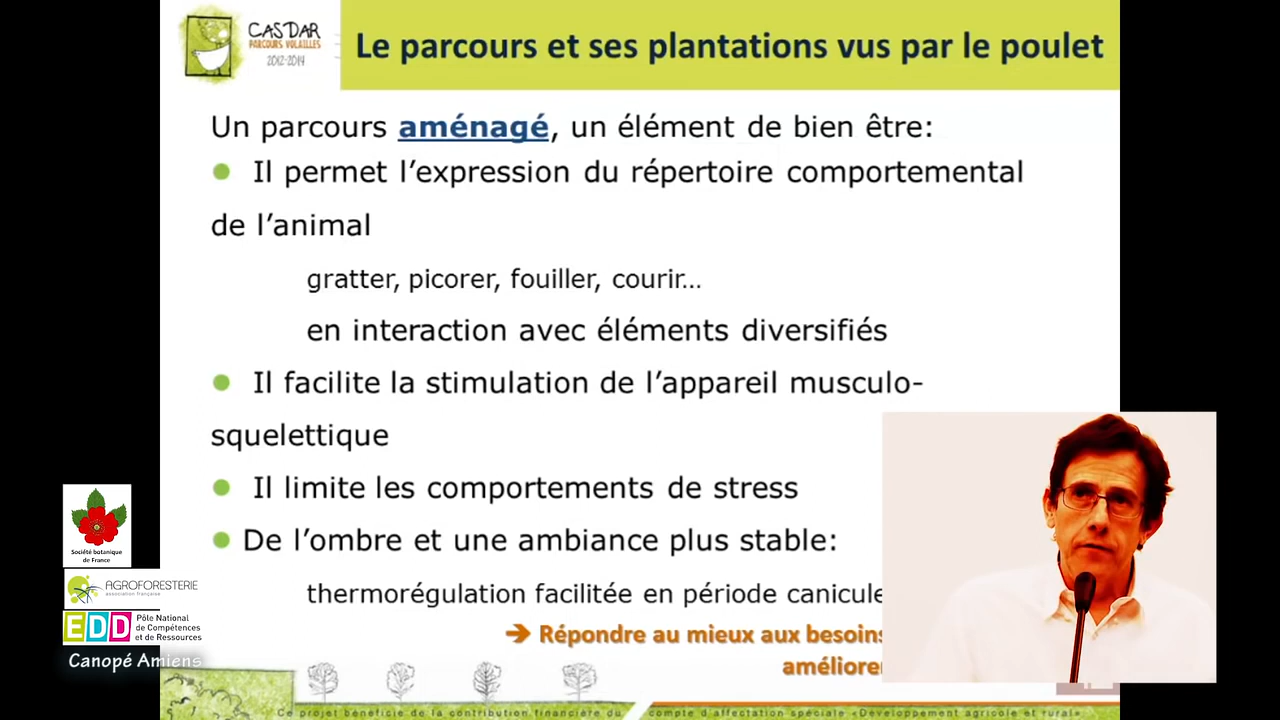 CASDAR
PARCOURS VOLAILLES
2012-2014
Le parcours et ses plantations vus par le poulet
Un parcours aménagé, un élément de bien être:
Il permet l’expression du répertoire comportemental
de l’animal
gratter, picorer, fouiller, courir...
en interaction avec éléments diversifiés
Il facilite la stimulation de l’appareil musculo-
squelettique
Il limite les comportements de stress
De l’ombre et une ambiance plus stable:
thermorégulation facilitée en période canicule
➔ Répondre au mieux aux besoins
améliorer
Société botanique
de France
AGROFORESTERIE
association française
EDD
Pôle National
de Compétences
et de Ressources
Canopé Amiens
Ce projet bénéficie de la contribution financière du compte d'affectation spéciale «Développement agricole et rural»